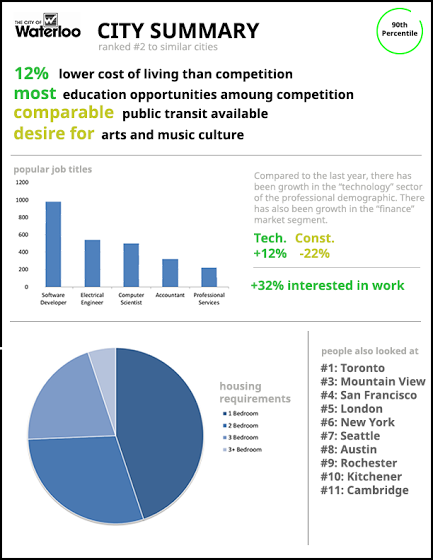 THE CITY OF
Waterloo
CITY SUMMARY
ranked #2 to similar cities
90th
Percentile
12% lower cost of living than competition
most education opportunities amoung competition
comparable public transit available
desire for arts and music culture
popular job titles
1200
1000
800
600
400
200
0
Software
Developer
Electrical
Engineer
Computer
Scientist
Accountant
Professional
Services
Compared to the last year, there has
been growth in the "technology" sector
of the professional demographic. There
has also been growth in the "finance"
market segment.
Tech. Const.
+12% -22%
+32% interested in work
housing
requirements
1 Bedroom
2 Bedroom
3 Bedroom
3+ Bedroom
people also looked at
#1: Toronto
#3: Mountain View
#4: San Francisco
#5: London
#6: New York
#7: Seattle
#8: Austin
#9: Rochester
#10: Kitchener
#11: Cambridge